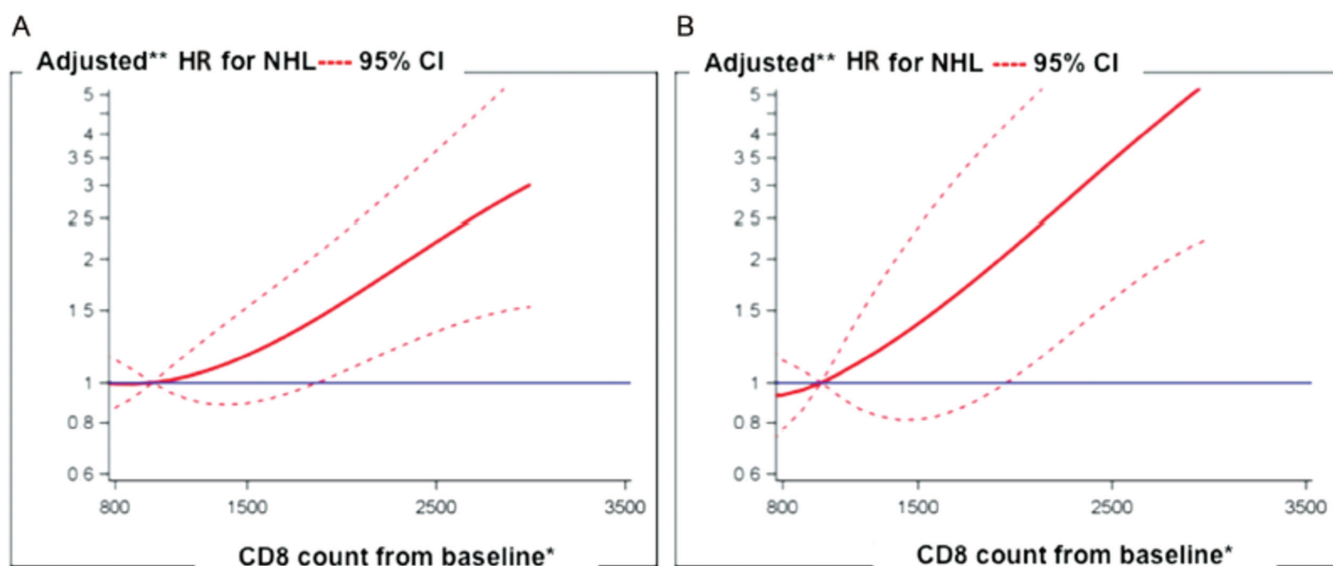 A
Adjusted** HR for NHL---- 95% CI
5
4
3 5
3
2 5
2
1 5
1
0 8
0 6
800 1500 2500 3500
CD8 count from baseline*
B
Adjusted** HR for NHL ---- 95% CI
5
4
3 5
3
2 5
2
1 5
1
0 8
0 6
800 1500 2500 3500
CD8 count from baseline*